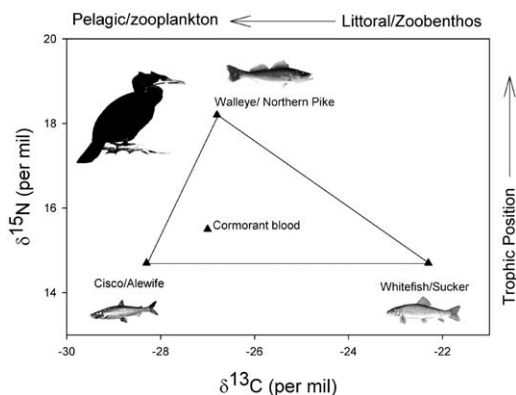 Pelagic/zooplankton Littoral/Zoobenthos
20
Walleye/ Northern Pike
18
δ15N (per mil)
Trophic Position
16
Cormorant blood
Cisco/Alewife
Whitefish/Sucker
14
-30 -28 -26 -24 -22
δ13C (per mil)